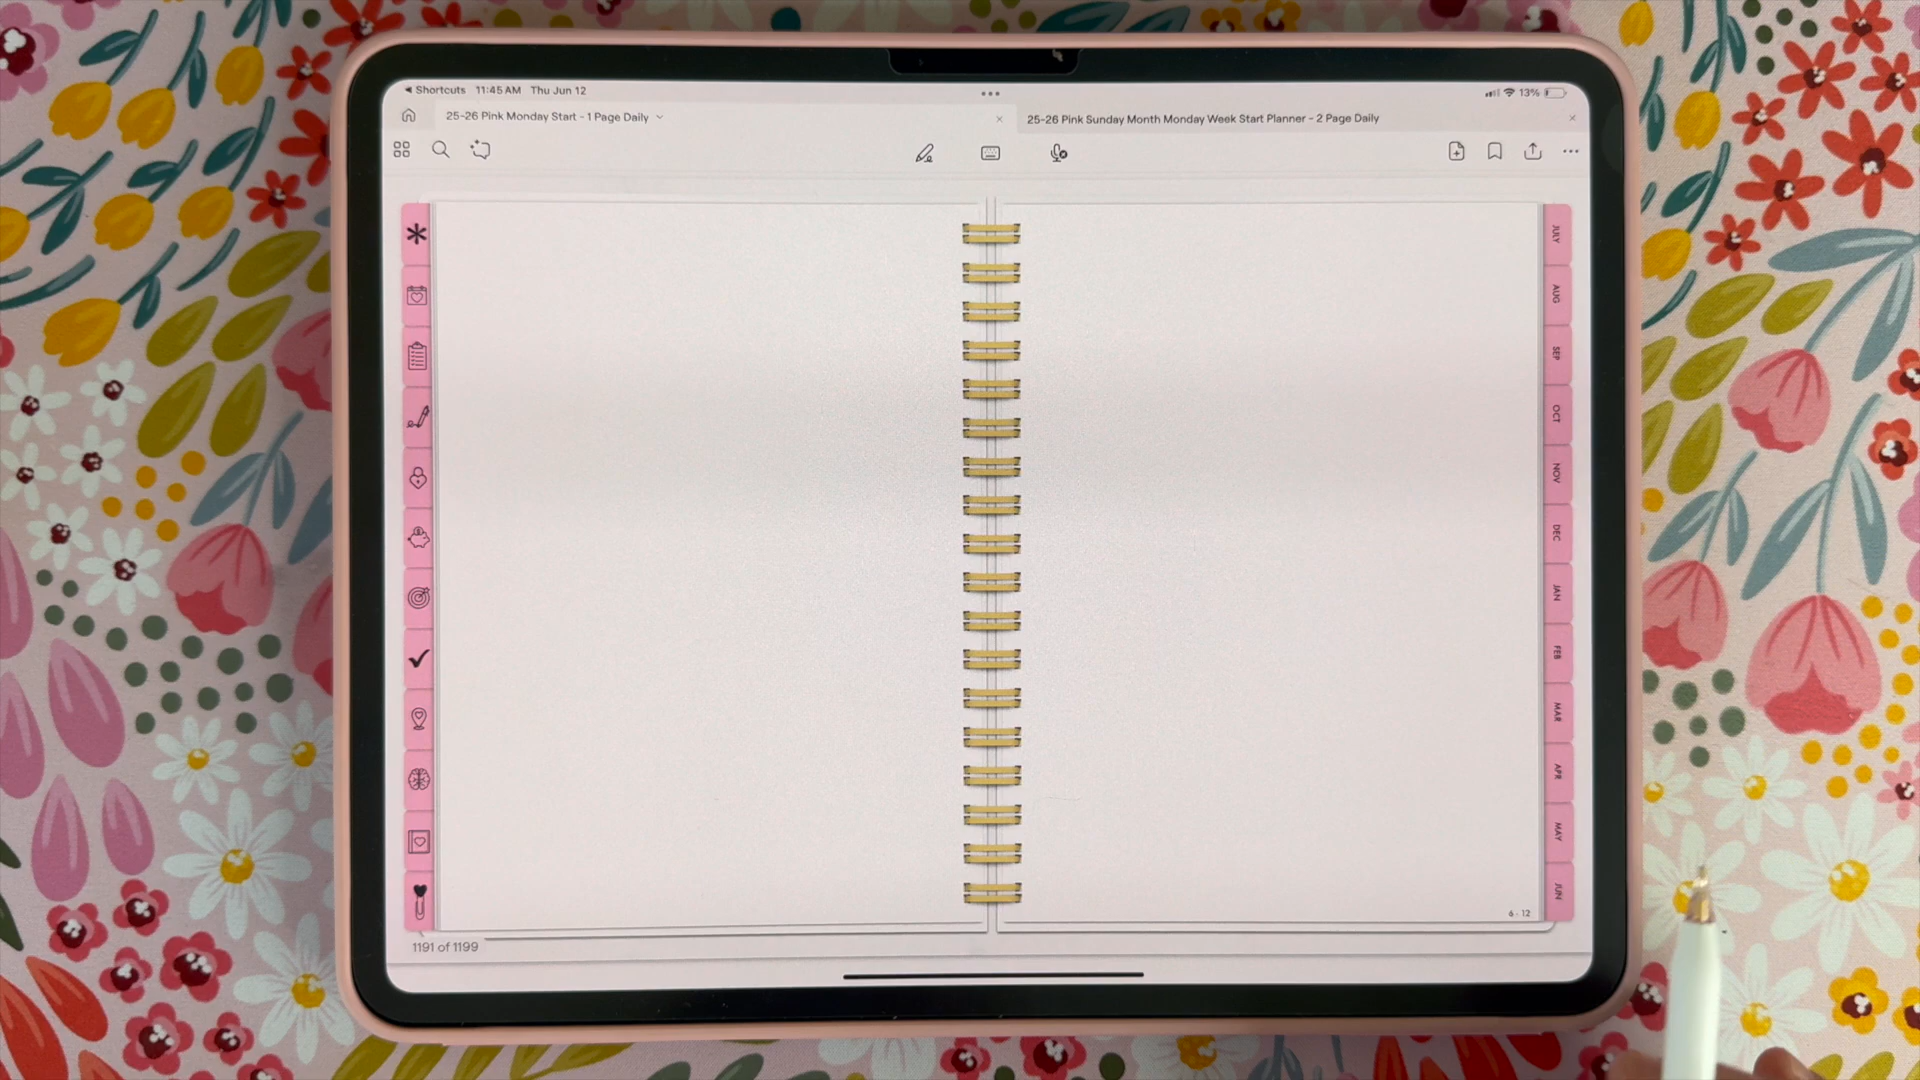 Shortcuts 11:45 AM Thu Jun 12
13%
25-26 Pink Monday Start - 1 Page Daily
25-26 Pink Sunday Month Monday Week Start Planner - 2 Page Daily
JULY
AUG
SEP
OCT
NOV
DEC
JAN
FEB
MAR
APR
MAY
JUN
6 - 12
1191 of 1199